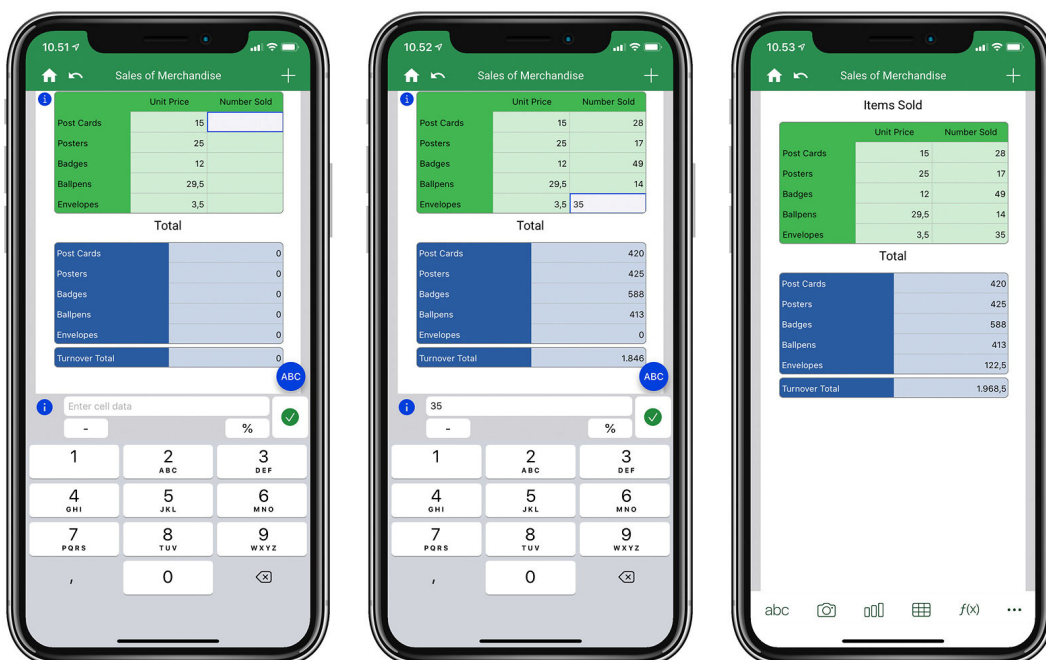 10.51
Sales of Merchandise
Unit Price Number Sold
Post Cards 15
Posters 25
Badges 12
Ballpens 29,5
Envelopes 3,5
Total
Post Cards 0
Posters 0
Badges 0
Ballpens 0
Envelopes 0
Turnover Total 0
ABC
i
i Enter cell data
- %
1 2 3
ABC DEF
4 5 6
GHI JKL MNO
7 8 9
PQRS TUV WXYZ
, 0
10.52
Sales of Merchandise
i
Unit Price Number Sold
Post Cards 15 28
Posters 25 17
Badges 12 49
Ballpens 29,5 14
Envelopes 3,5 35
Total
Post Cards 420
Posters 425
Badges 588
Ballpens 413
Envelopes 0
Turnover Total 1.846
ABC
i 35
- %
1 2 3
ABC DEF
4 5 6
GHI JKL MNO
7 8 9
PQRS TUV WXYZ
, 0
10.53
Sales of Merchandise
Items Sold
Unit Price Number Sold
Post Cards 15 28
Posters 25 17
Badges 12 49
Ballpens 29,5 14
Envelopes 3,5 35
Total
Post Cards 420
Posters 425
Badges 588
Ballpens 413
Envelopes 122,5
Turnover Total 1.968,5
abc f(x)